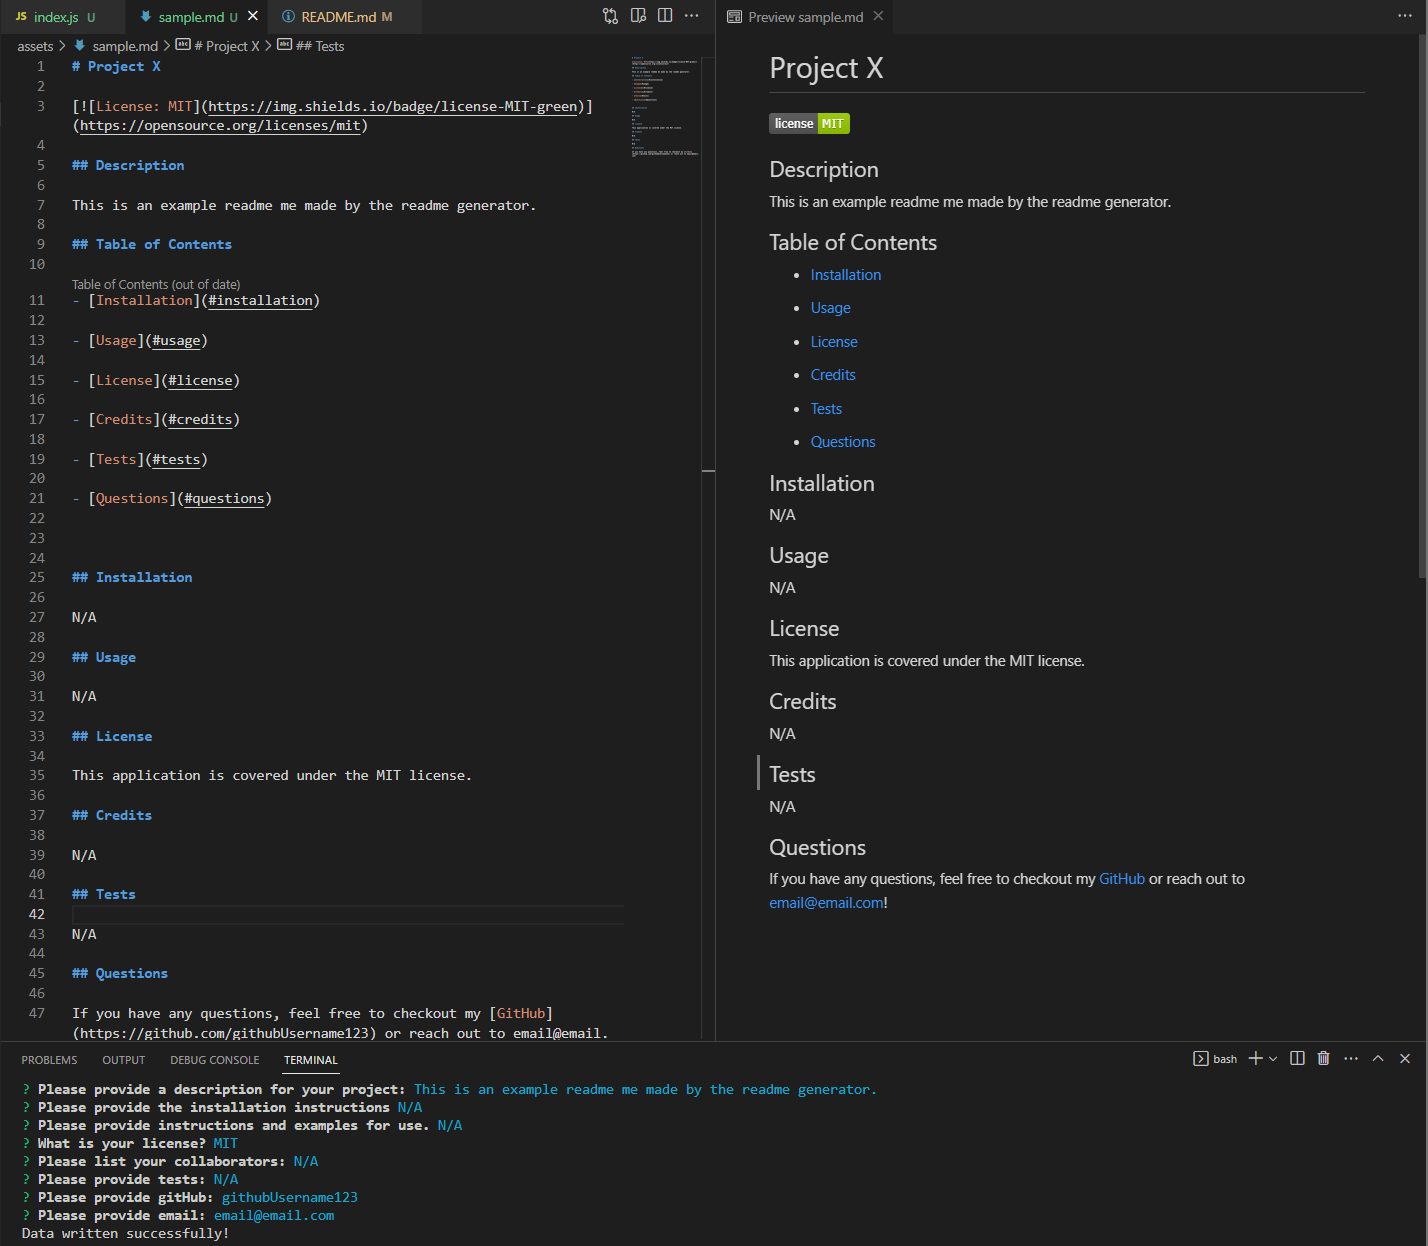 JS index.js U sample.md U README.md M
assets > sample.md > # Project X > ## Tests
1 # Project X
2
3 [![License: MIT](https://img.shields.io/badge/license-MIT-green)]
(https://opensource.org/licenses/mit)
4
5 ## Description
6
7 This is an example readme me made by the readme generator.
8
9 ## Table of Contents
10
Table of Contents (out of date)
11 - [Installation](#installation)
12
13 - [Usage](#usage)
14
15 - [License](#license)
16
17 - [Credits](#credits)
18
19 - [Tests](#tests)
20
21 - [Questions](#questions)
22
23
24
25 ## Installation
26
27 N/A
28
29 ## Usage
30
31 N/A
32
33 ## License
34
35 This application is covered under the MIT license.
36
37 ## Credits
38
39 N/A
40
41 ## Tests
42
43 N/A
44
45 ## Questions
46
47 If you have any questions, feel free to checkout my [GitHub]
(https://github.com/githubUsername123) or reach out to email@email.
Preview sample.md
Project X
license MIT
Description
This is an example readme me made by the readme generator.
Table of Contents
• Installation
• Usage
• License
• Credits
• Tests
• Questions
Installation
N/A
Usage
N/A
License
This application is covered under the MIT license.
Credits
N/A
Tests
N/A
Questions
If you have any questions, feel free to checkout my GitHub or reach out to
email@email.com!
PROBLEMS OUTPUT DEBUG CONSOLE TERMINAL bash
? Please provide a description for your project: This is an example readme me made by the readme generator.
? Please provide the installation instructions N/A
? Please provide instructions and examples for use. N/A
? What is your license? MIT
? Please list your collaborators: N/A
? Please provide tests: N/A
? Please provide gitHub: githubUsername123
? Please provide email: email@email.com
Data written successfully!